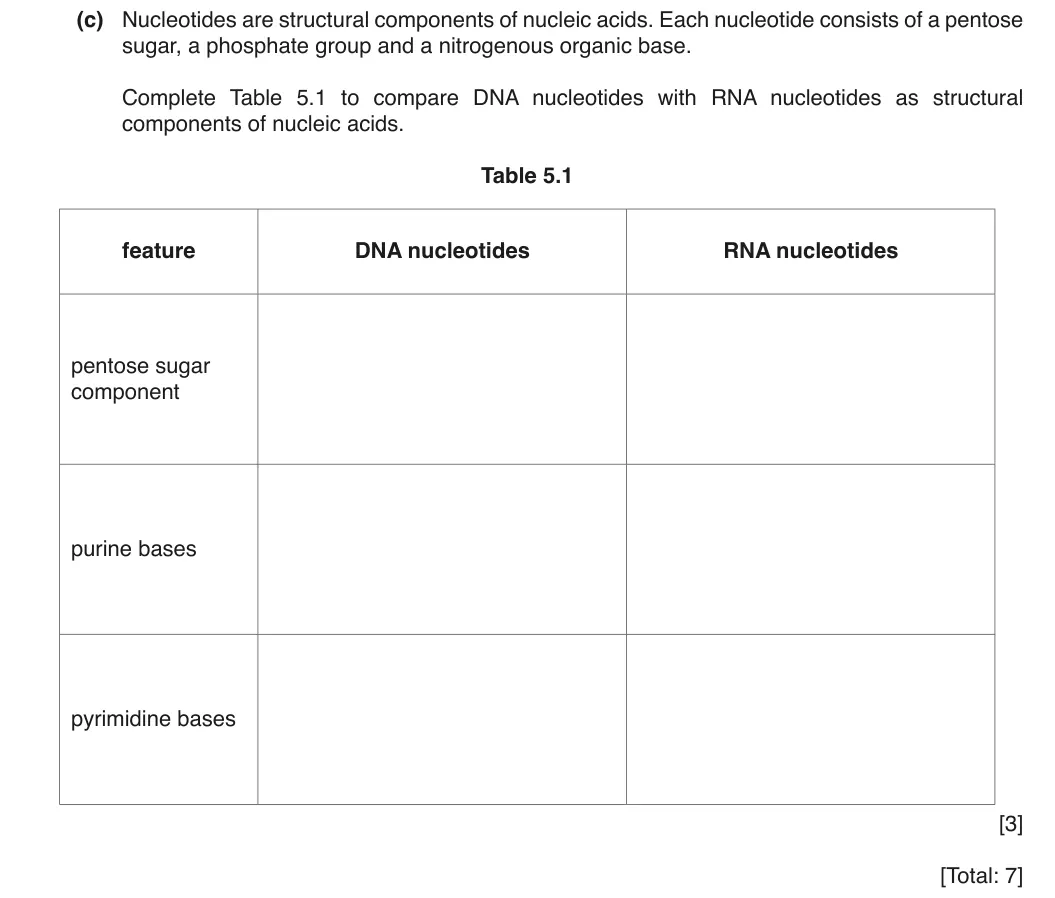 (c) Nucleotides are structural components of nucleic acids. Each nucleotide consists of a pentose
sugar, a phosphate group and a nitrogenous organic base.
Complete Table 5.1 to compare DNA nucleotides with RNA nucleotides as structural
components of nucleic acids.
Table 5.1
feature DNA nucleotides RNA nucleotides
pentose sugar
component
purine bases
pyrimidine bases
[3]
[Total: 7]